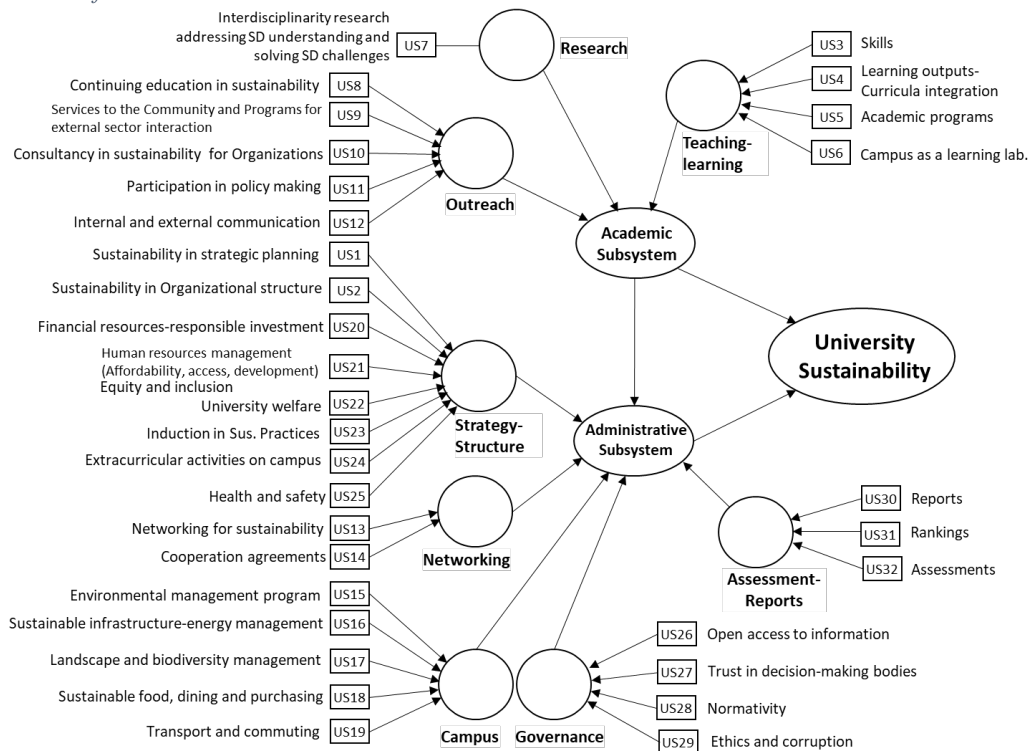 Interdisciplinarity research
addressing SD understanding and
solving SD challenges
US7
Research
US3
Skills
US4
Learning outputs-
Curricula integration
US5
Academic programs
US6
Campus as a learning lab.
Teaching-
learning
Continuing education in sustainability
US8
Services to the Community and Programs for
external sector interaction
US9
Consultancy in sustainability for Organizations
US10
Participation in policy making
US11
Internal and external communication
US12
Outreach
Academic
Subsystem
Sustainability in strategic planning
US1
Sustainability in Organizational structure
US2
Financial resources-responsible investment
US20
Human resources management
(Affordability, access, development)
Equity and inclusion
US21
University welfare
US22
Induction in Sus. Practices
US23
Extracurricular activities on campus
US24
Health and safety
US25
Strategy-
Structure
University
Sustainability
Administrative
Subsystem
Networking for sustainability
US13
Cooperation agreements
US14
Networking
US30
Reports
US31
Rankings
US32
Assessments
Assessment-
Reports
Environmental management program
US15
Sustainable infrastructure-energy management
US16
Landscape and biodiversity management
US17
Sustainable food, dining and purchasing
US18
Transport and commuting
US19
Campus
Governance
US26
Open access to information
US27
Trust in decision-making bodies
US28
Normativity
US29
Ethics and corruption